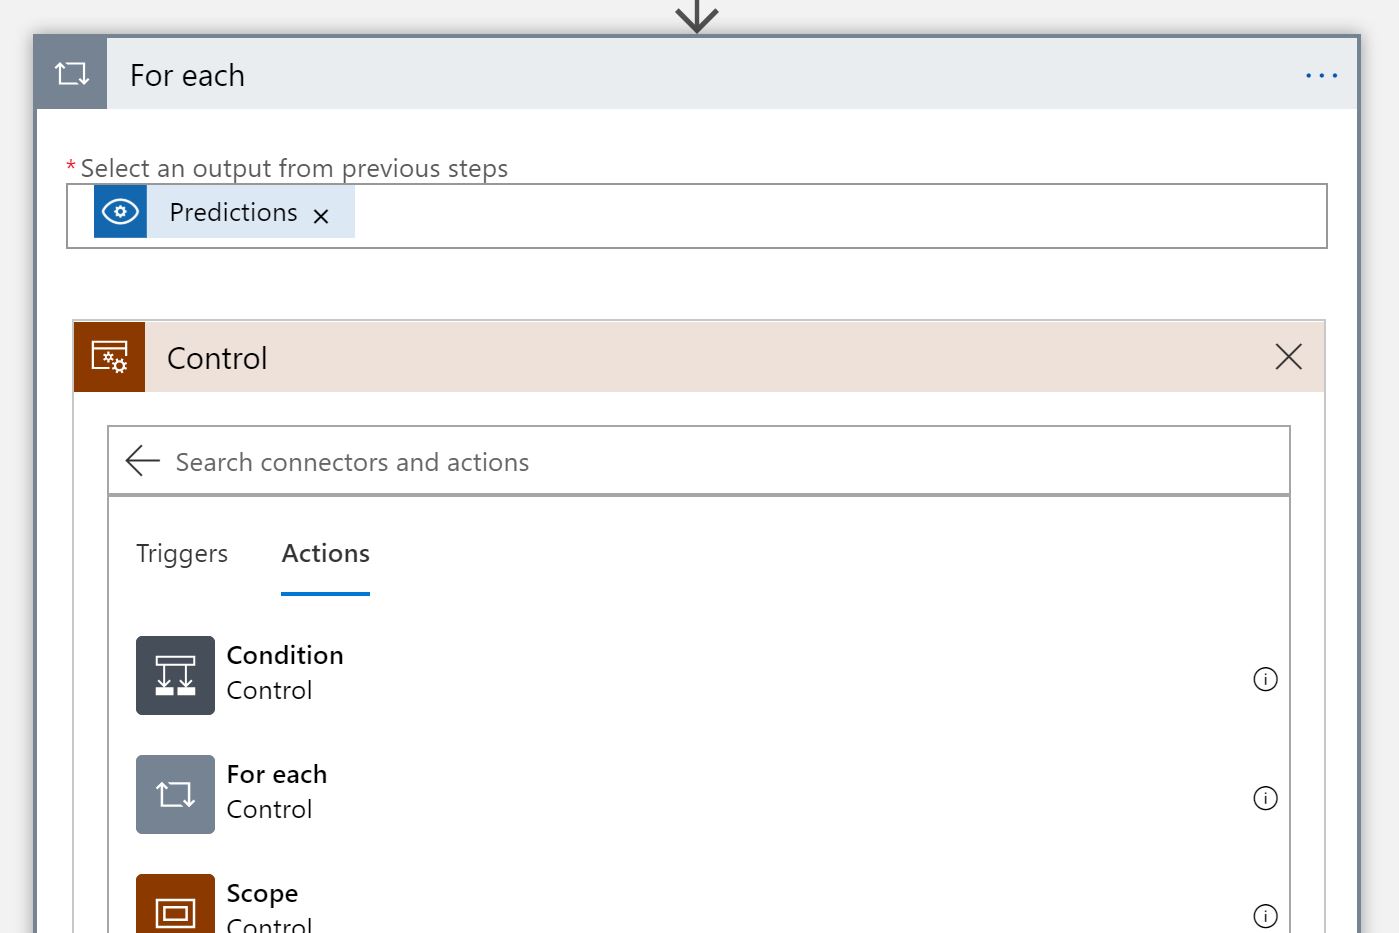 For each
* Select an output from previous steps
Predictions
Control
Search connectors and actions
Triggers Actions
Condition
Control
For each
Control
Scope
Control